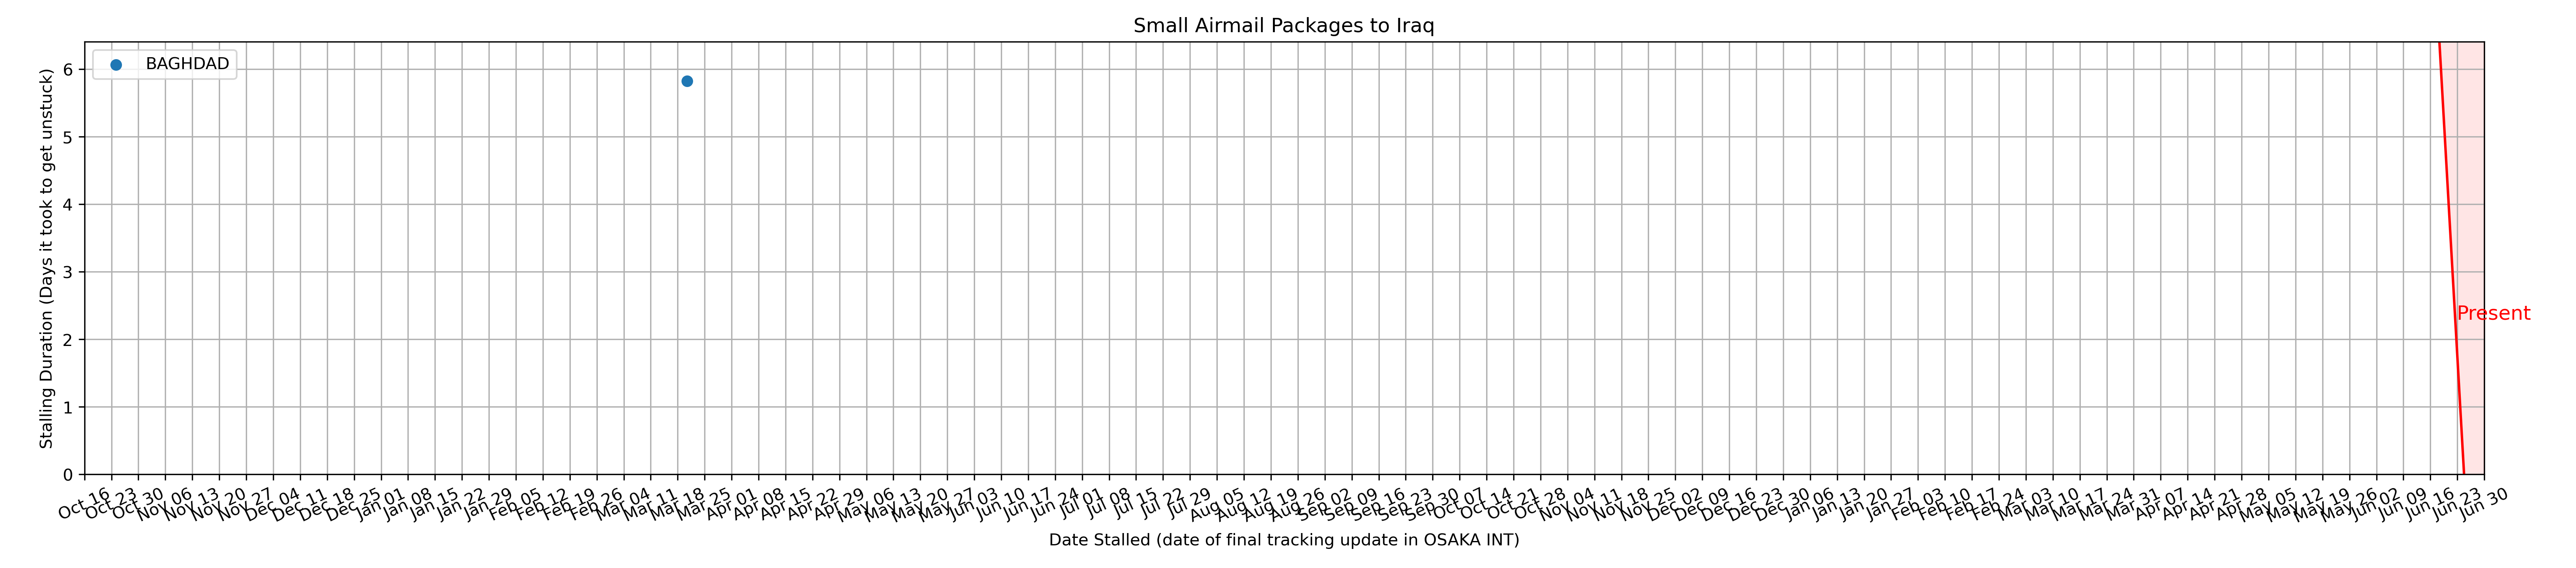 Small Airmail Packages to Iraq
BAGHDAD
Stalling Duration (Days it took to get unstuck)
6
5
4
3
2
1
0
Present
Oct 16
Oct 23
Oct 30
Nov 06
Nov 13
Nov 20
Nov 27
Dec 04
Dec 11
Dec 18
Dec 25
Jan 01
Jan 08
Jan 15
Jan 22
Jan 29
Feb 05
Feb 12
Feb 19
Feb 26
Mar 04
Mar 11
Mar 18
Mar 25
Apr 01
Apr 08
Apr 15
Apr 22
Apr 29
May 06
May 13
May 20
May 27
Jun 03
Jun 10
Jun 17
Jun 24
Jul 01
Jul 08
Jul 15
Jul 22
Jul 29
Aug 05
Aug 12
Aug 19
Aug 26
Sep 02
Sep 09
Sep 16
Sep 23
Sep 30
Oct 07
Oct 14
Oct 21
Oct 28
Nov 04
Nov 11
Nov 18
Nov 25
Dec 02
Dec 09
Dec 16
Dec 23
Dec 30
Jan 06
Jan 13
Jan 20
Jan 27
Feb 03
Feb 10
Feb 17
Feb 24
Mar 03
Mar 10
Mar 17
Mar 24
Mar 31
Apr 07
Apr 14
Apr 21
Apr 28
May 05
May 12
May 19
May 26
Jun 02
Jun 09
Jun 16
Jun 23
Jun 30
Date Stalled (date of final tracking update in OSAKA INT)